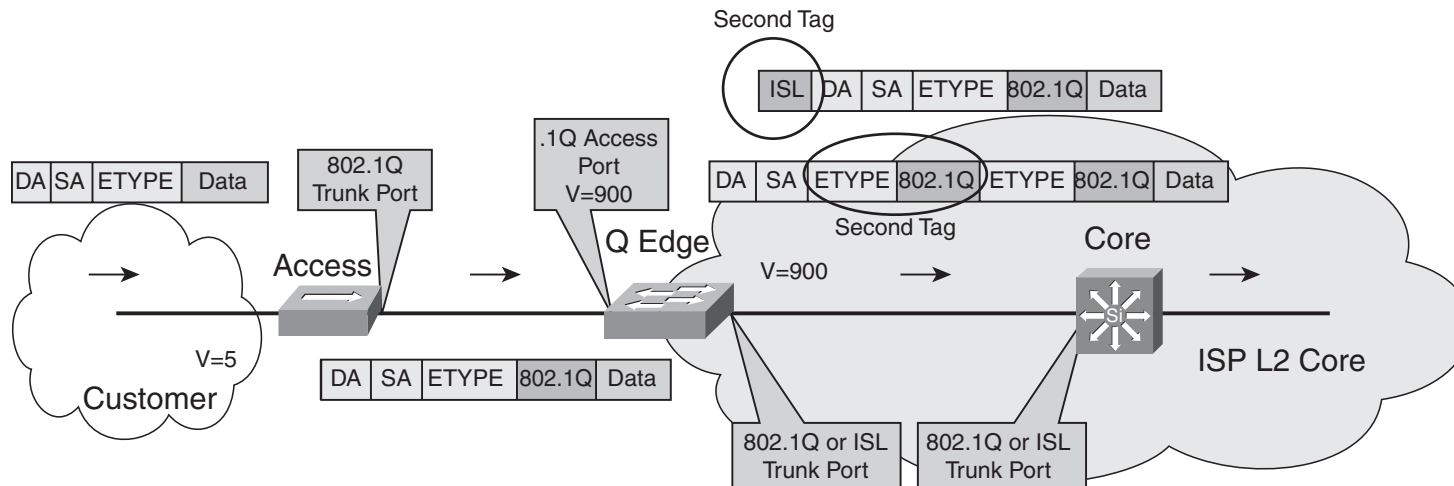 Second Tag
ISL DA SA ETYPE 802.1Q Data
DA SA ETYPE Data
802.1Q
Trunk Port
.1Q Access
Port
V=900
DA SA ETYPE 802.1Q ETYPE 802.1Q Data
Second Tag
Access
Q Edge
V=900
Core
Si
V=5
Customer
DA SA ETYPE 802.1Q Data
ISP L2 Core
802.1Q or ISL
Trunk Port
802.1Q or ISL
Trunk Port